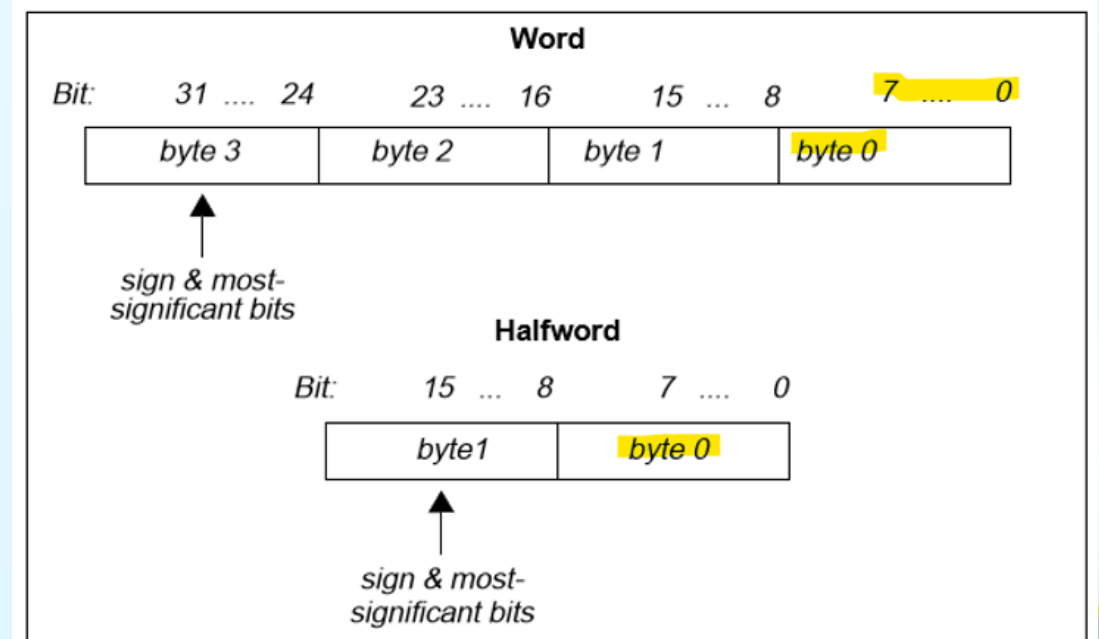 Word
Bit: 31 .... 24 23 .... 16 15 ... 8 7 .... 0
byte 3 byte 2 byte 1 byte 0
sign & most-
significant bits
Halfword
Bit: 15 ... 8 7 .... 0
byte1 byte 0
sign & most-
significant bits